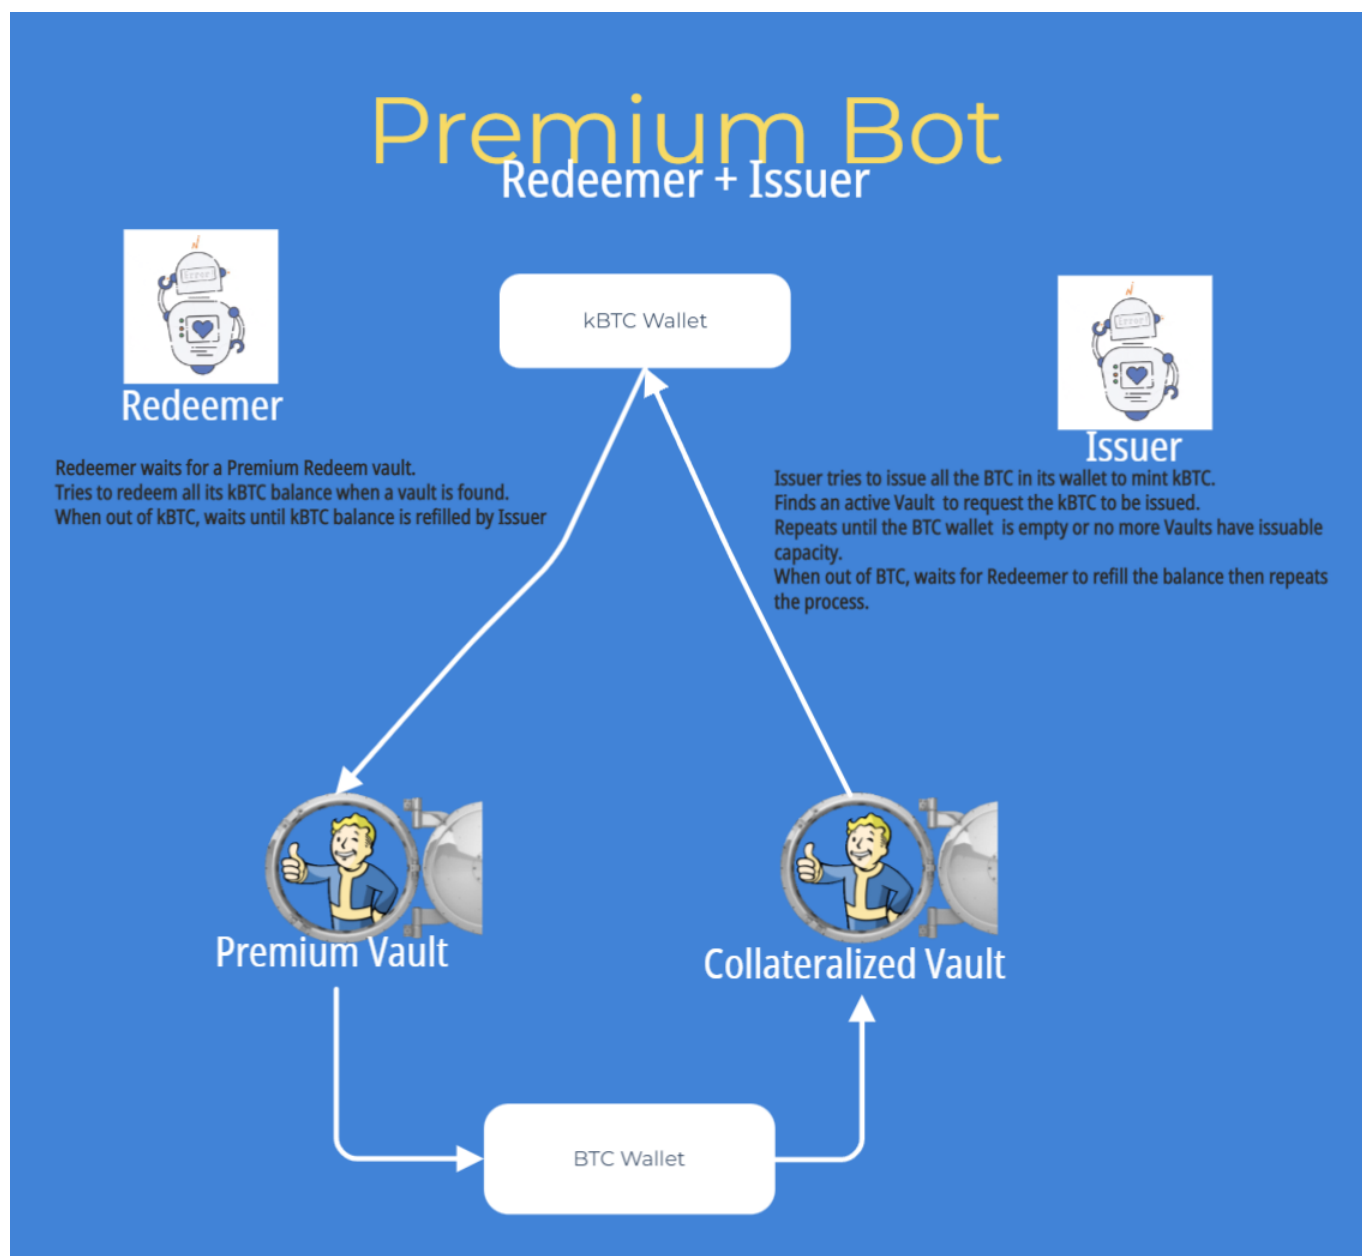 Premium Bot
Redeemer + Issuer
Error!
kBTC Wallet
Error!
Redeemer
Issuer
Redeemer waits for a Premium Redeem vault.
Tries to redeem all its kBTC balance when a vault is found.
When out of kBTC, waits until kBTC balance is refilled by Issuer
Issuer tries to issue all the BTC in its wallet to mint kBTC.
Finds an active Vault  to request the kBTC to be issued.
Repeats until the BTC wallet  is empty or no more Vaults have issuable
capacity.
When out of BTC, waits for Redeemer to refill the balance then repeats
the process.
Premium Vault
Collateralized Vault
BTC Wallet